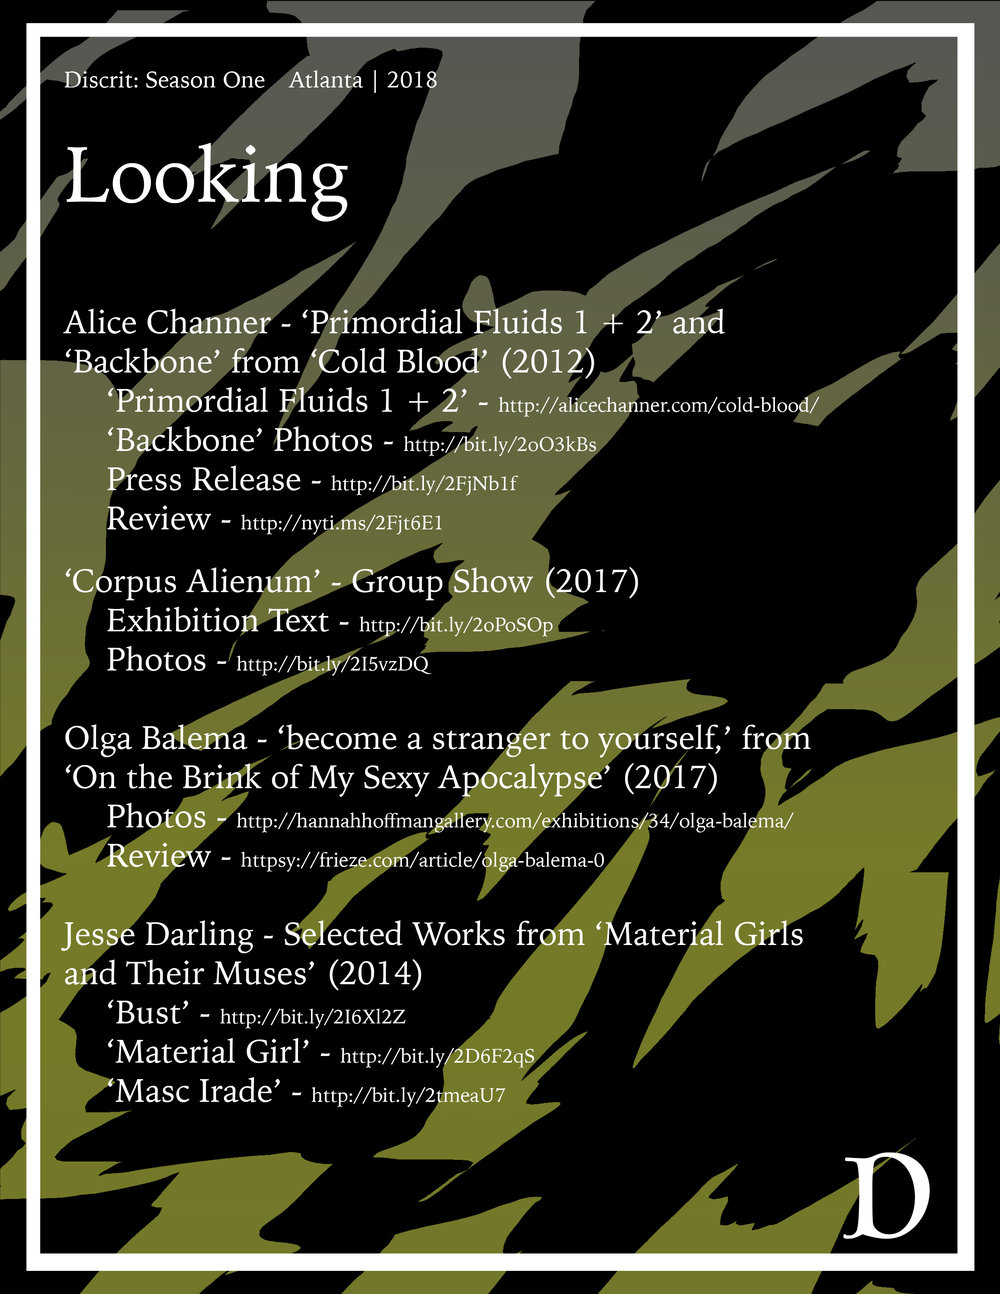 Discrit: Season One Atlanta | 2018
Looking
Alice Channer - ‘Primordial Fluids 1 + 2’ and
‘Backbone’ from ‘Cold Blood’ (2012)
‘Primordial Fluids 1 + 2’ - http://alicechanner.com/cold-blood/
‘Backbone’ Photos - http://bit.ly/2oO3kBs
Press Release - http://bit.ly/2FjNb1f
Review - http://nyti.ms/2Fjt6E1
‘Corpus Alienum’ - Group Show (2017)
Exhibition Text - http://bit.ly/2oPoSOp
Photos - http://bit.ly/2I5vzDQ
Olga Balema - ‘become a stranger to yourself,’ from
‘On the Brink of My Sexy Apocalypse’ (2017)
Photos - http://hannahhoffmangallery.com/exhibitions/34/olga-balema/
Review - httpsy://frieze.com/article/olga-balema-0
Jesse Darling - Selected Works from ‘Material Girls
and Their Muses’ (2014)
‘Bust’ - http://bit.ly/2I6Xl2Z
‘Material Girl’ - http://bit.ly/2D6F2qS
‘Masc Irade’ - http://bit.ly/2tmeaU7
D